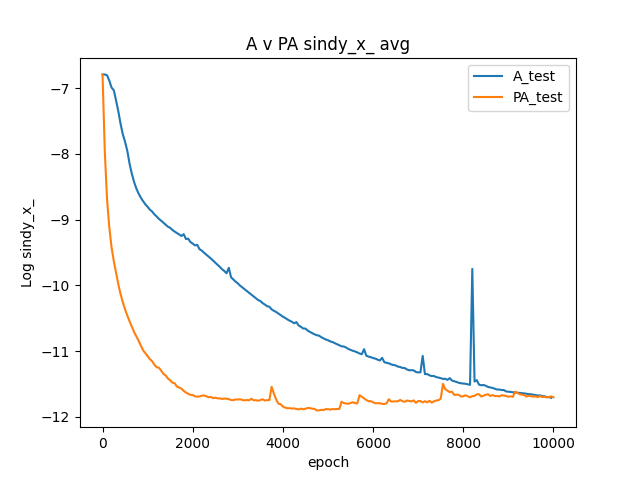 A v PA sindy_x_ avg
A_test
PA_test
Log sindy_x_
−7
−8
−9
−10
−11
−12
0
2000
4000
6000
8000
10000
epoch